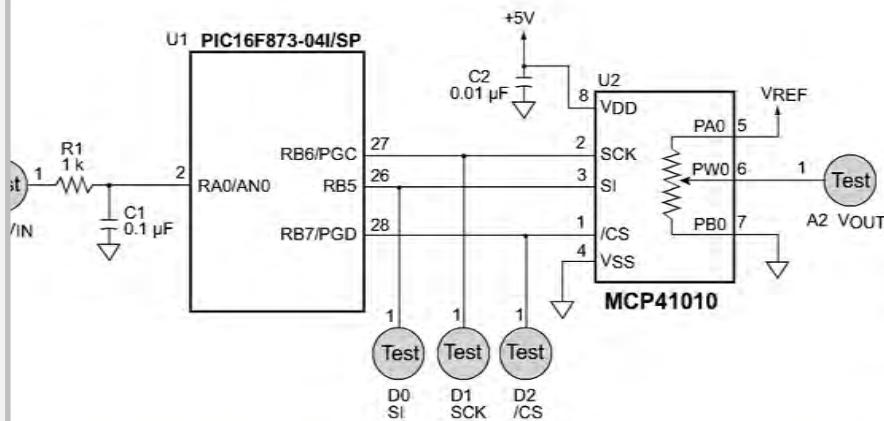 +5V
U1 PIC16F873-04I/SP
C2
0.01 µF
U2
8
VDD
VREF
PA0 5
R1
1 k
1
2
RA0/AN0
RB6/PGC 27
2 SCK
RB5 26
3 SI
PW0 6
1
Test
A2 VOUT
C1
0.1 µF
RB7/PGD 28
1 /CS
PB0 7
4 VSS
MCP41010
/IN
1
1
1
Test
Test
Test
D0
SI
D1
SCK
D2
/CS